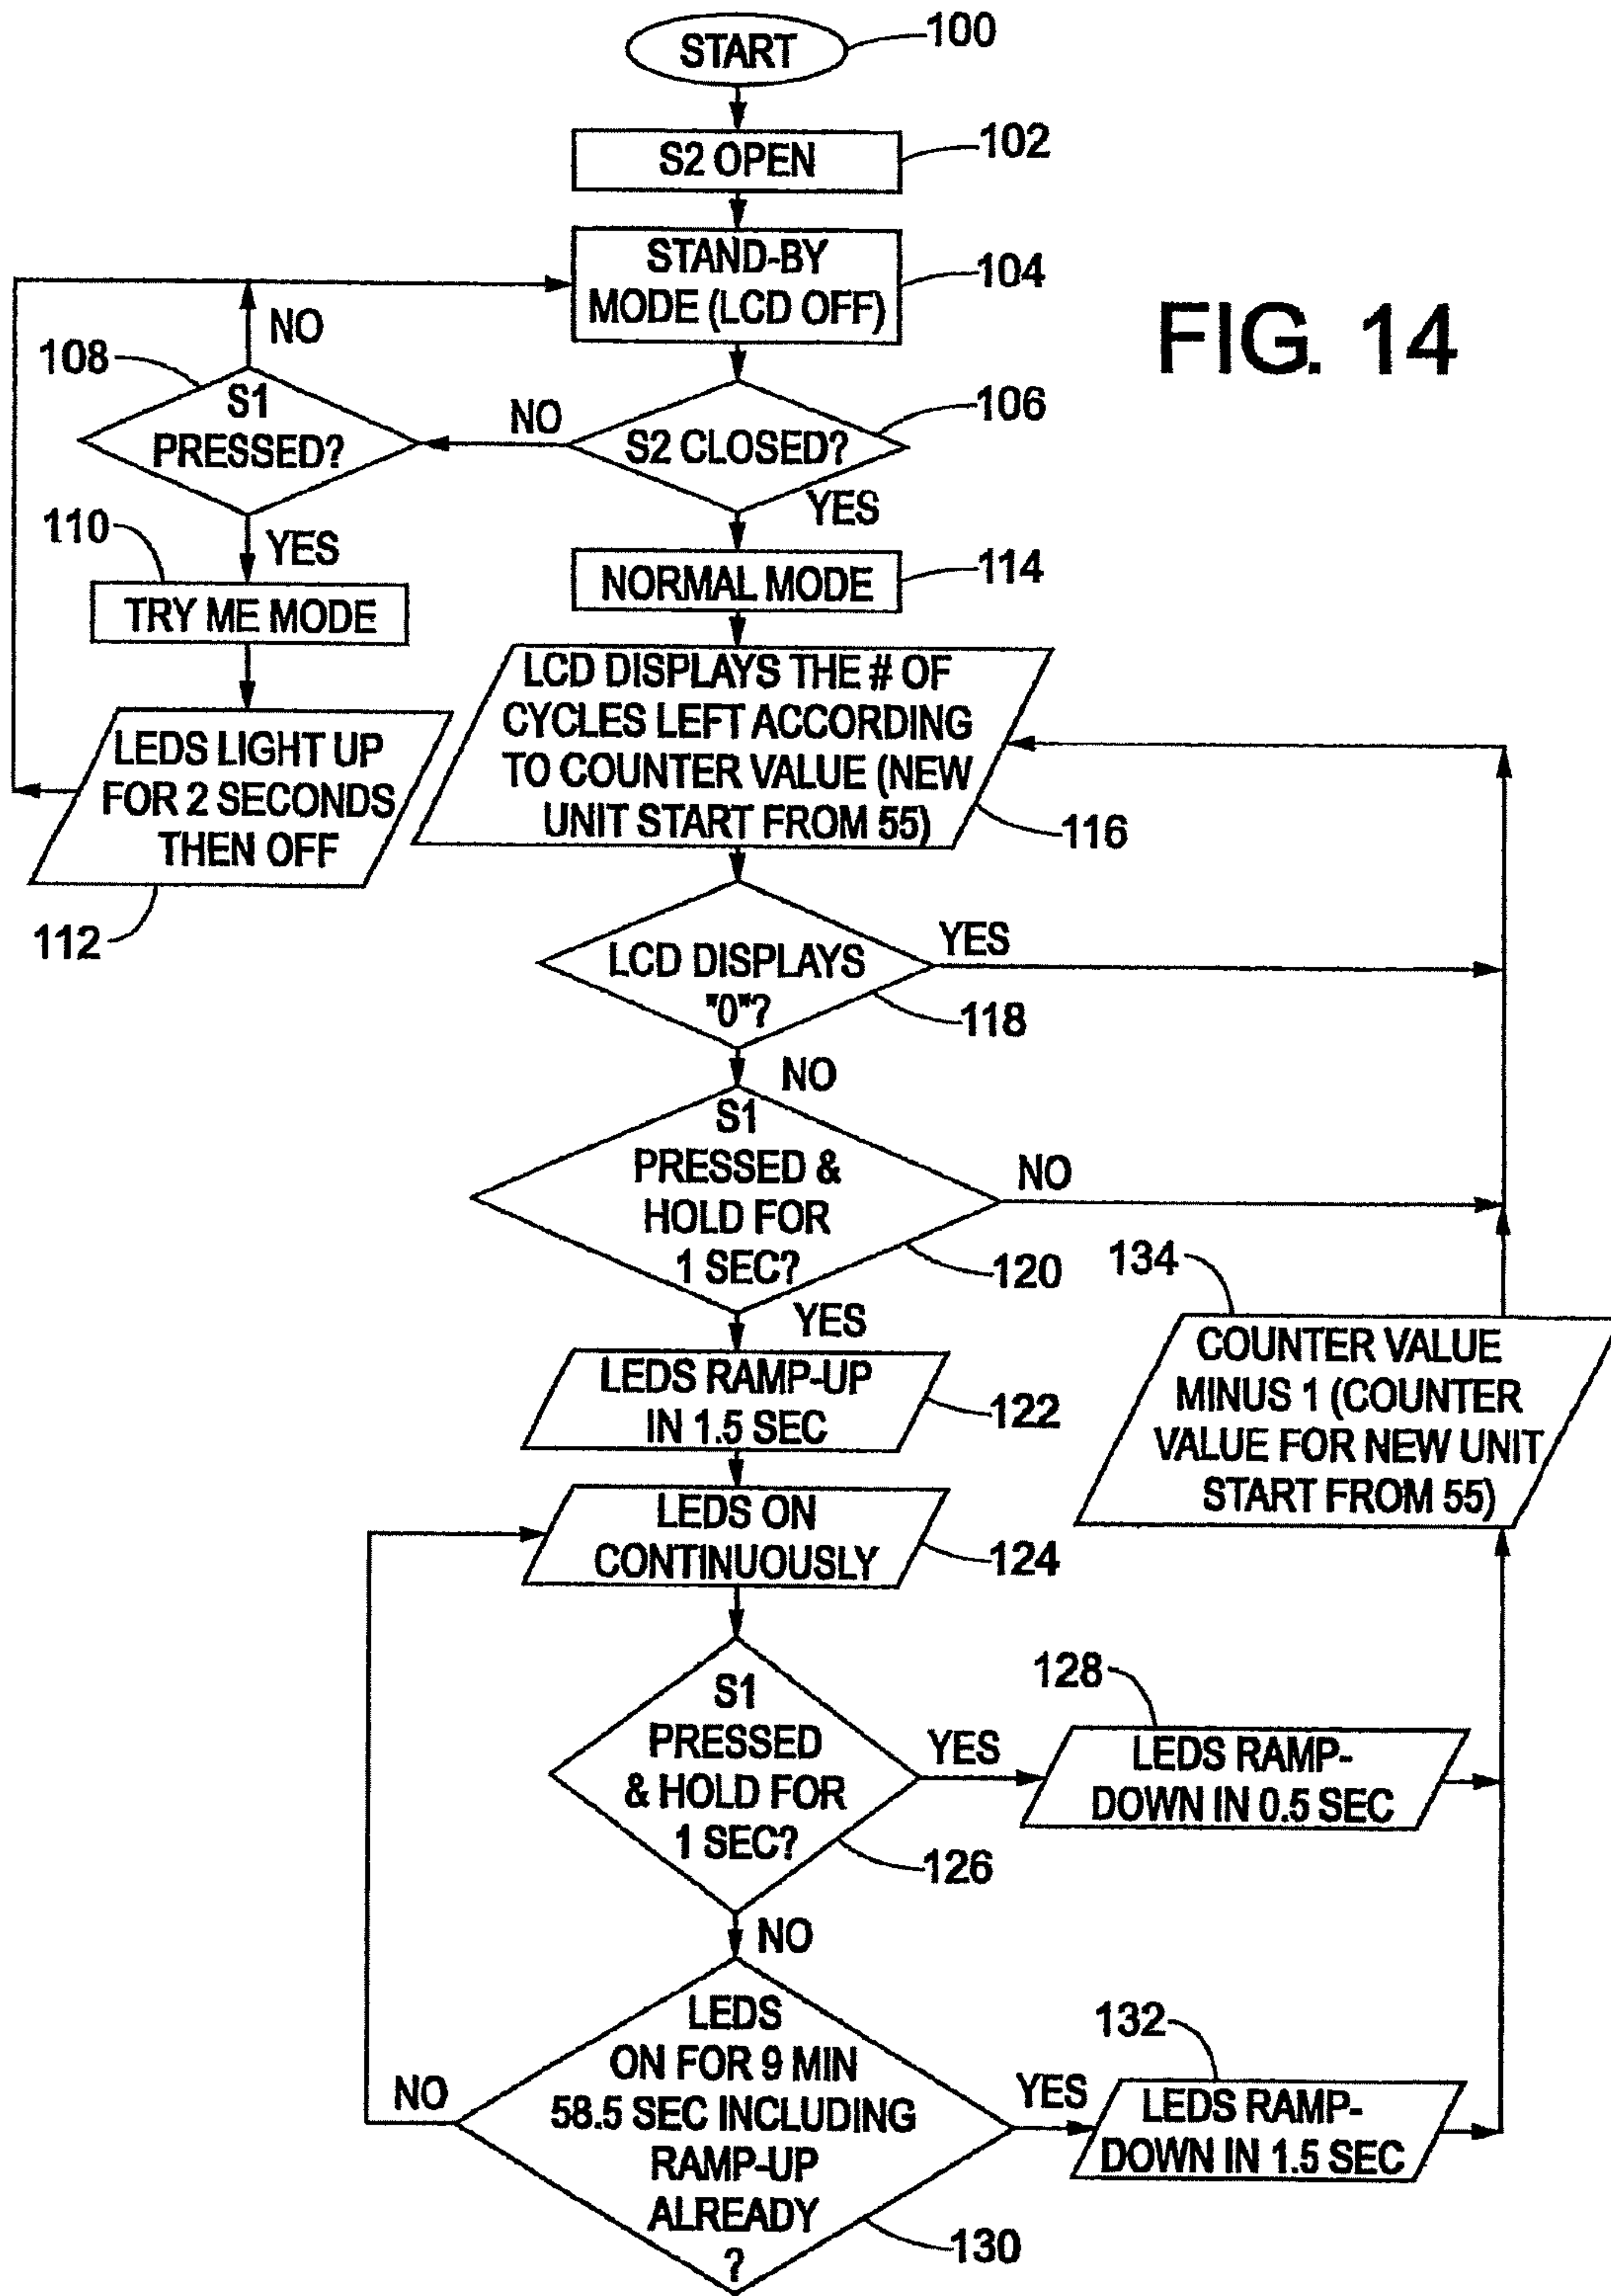 START
100
S2 OPEN
102
STAND-BY
MODE (LCD OFF)
104
FIG. 14
NO
108
S1
PRESSED?
NO
S2 CLOSED?
106
YES
110
YES
TRY ME MODE
NORMAL MODE
114
LCD DISPLAYS THE # OF
CYCLES LEFT ACCORDING
TO COUNTER VALUE (NEW
UNIT START FROM 55)
116
LEDS LIGHT UP
FOR 2 SECONDS
THEN OFF
112
LCD DISPLAYS
"0"?
YES
118
NO
S1
PRESSED &
HOLD FOR
1 SEC?
NO
120
YES
134
COUNTER VALUE
MINUS 1 (COUNTER
VALUE FOR NEW UNIT
START FROM 55)
LEDS RAMP-UP
IN 1.5 SEC
122
LEDS ON
CONTINUOUSLY
124
S1
PRESSED
& HOLD FOR
1 SEC?
126
YES
128
LEDS RAMP-
DOWN IN 0.5 SEC
NO
LEDS
ON FOR 9 MIN
58.5 SEC INCLUDING
RAMP-UP
ALREADY
?
130
NO
YES
132
LEDS RAMP-
DOWN IN 1.5 SEC